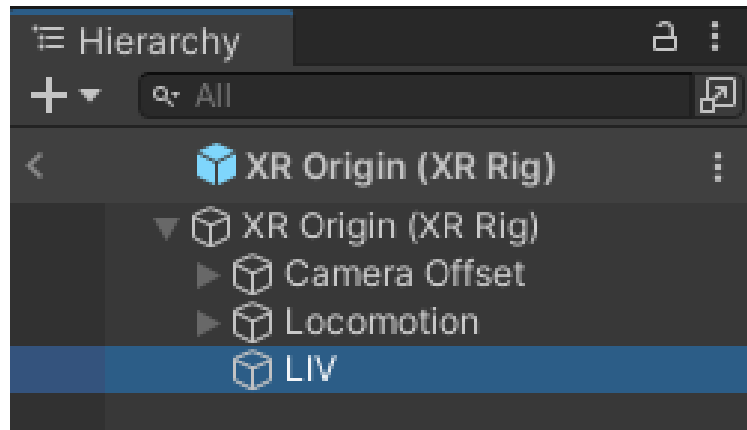 Hierarchy
All
XR Origin (XR Rig)
XR Origin (XR Rig)
Camera Offset
Locomotion
LIV